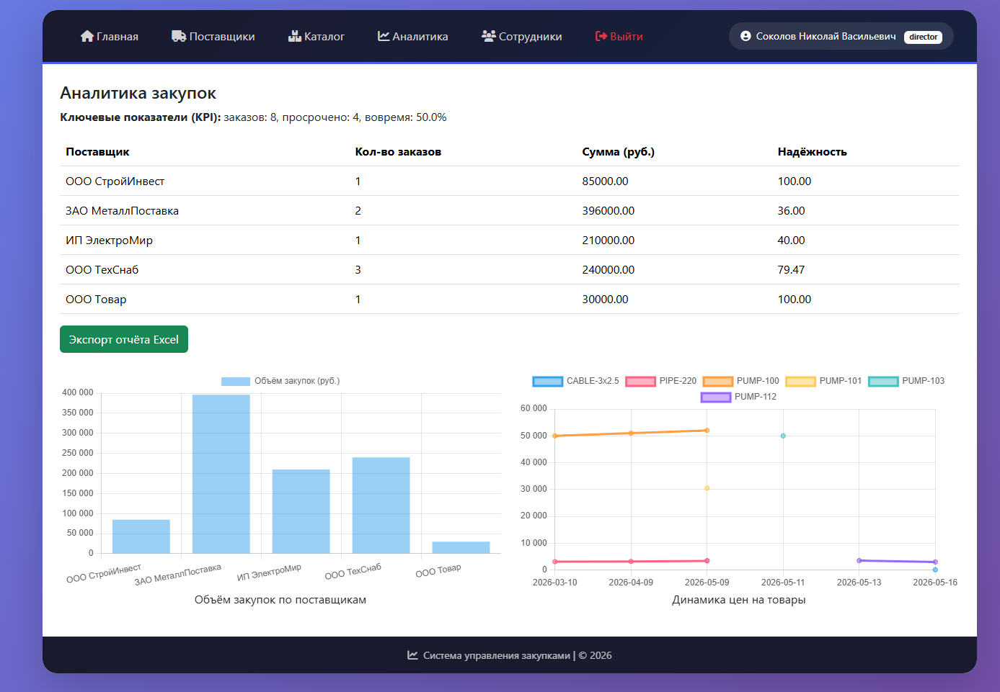 Главная Поставщики Каталог Аналитика Сотрудники Выйти Соколов Николай Васильевич director
Аналитика закупок
Ключевые показатели (KPI): заказов: 8, просрочено: 4, вовремя: 50.0%
Поставщик Кол-во заказов Сумма (руб.) Надёжность
ООО СтройИнвест 1 85000.00 100.00
ЗАО МеталлПоставка 2 396000.00 36.00
ИП ЭлектроМир 1 210000.00 40.00
ООО ТехСнаб 3 240000.00 79.47
ООО Товар 1 30000.00 100.00
Экспорт отчёта Excel
Объём закупок (руб.)
400 000
350 000
300 000
250 000
200 000
150 000
100 000
50 000
0
ООО СтройИнвест ЗАО МеталлПоставка ИП ЭлектроМир ООО ТехСнаб ООО Товар
Объём закупок по поставщикам
CABLE-3x2.5 PIPE-220 PUMP-100 PUMP-101 PUMP-103
PUMP-112
60 000
50 000
40 000
30 000
20 000
10 000
0
2026-03-10 2026-04-09 2026-05-09 2026-05-11 2026-05-13 2026-05-16
Динамика цен на товары
Система управления закупками | © 2026